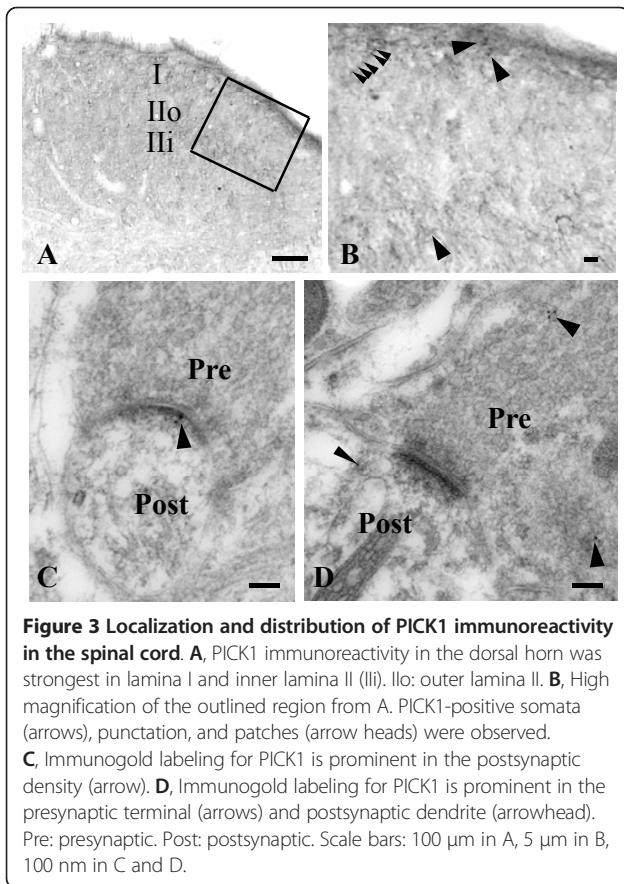 I
IIo
IIi
A
B
Pre
Post
C
Pre
Post
D
Figure 3 Localization and distribution of PICK1 immunoreactivity
in the spinal cord. A, PICK1 immunoreactivity in the dorsal horn was
strongest in lamina I and inner lamina II (IIi). IIo: outer lamina II. B, High
magnification of the outlined region from A. PICK1-positive somata
(arrows), punctation, and patches (arrow heads) were observed.
C, Immunogold labeling for PICK1 is prominent in the postsynaptic
density (arrow). D, Immunogold labeling for PICK1 is prominent in the
presynaptic terminal (arrows) and postsynaptic dendrite (arrowhead).
Pre: presynaptic. Post: postsynaptic. Scale bars: 100 μm in A, 5 μm in B,
100 nm in C and D.